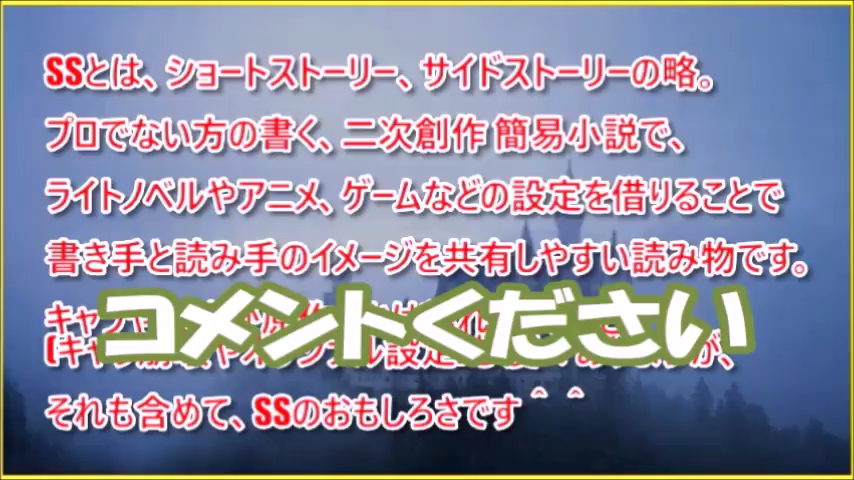 SSとは、ショートストーリー、サイドストーリーの略。
プロでない方の書く、二次創作 簡易小説で、
ライトノベルやアニメ、ゲームなどの設定を借りることで
書き手と読み手のイメージを共有しやすい読み物です。
コメントください
それも含めて、SSのおもしろさです＾＾